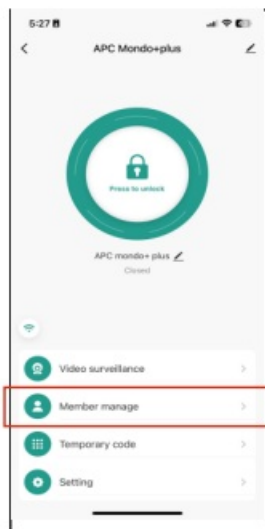 5:27
APC Mondo+plus
Press to unlock
APC mondo+ plus
Closed
Video surveillance
Member manage
Temporary code
Setting